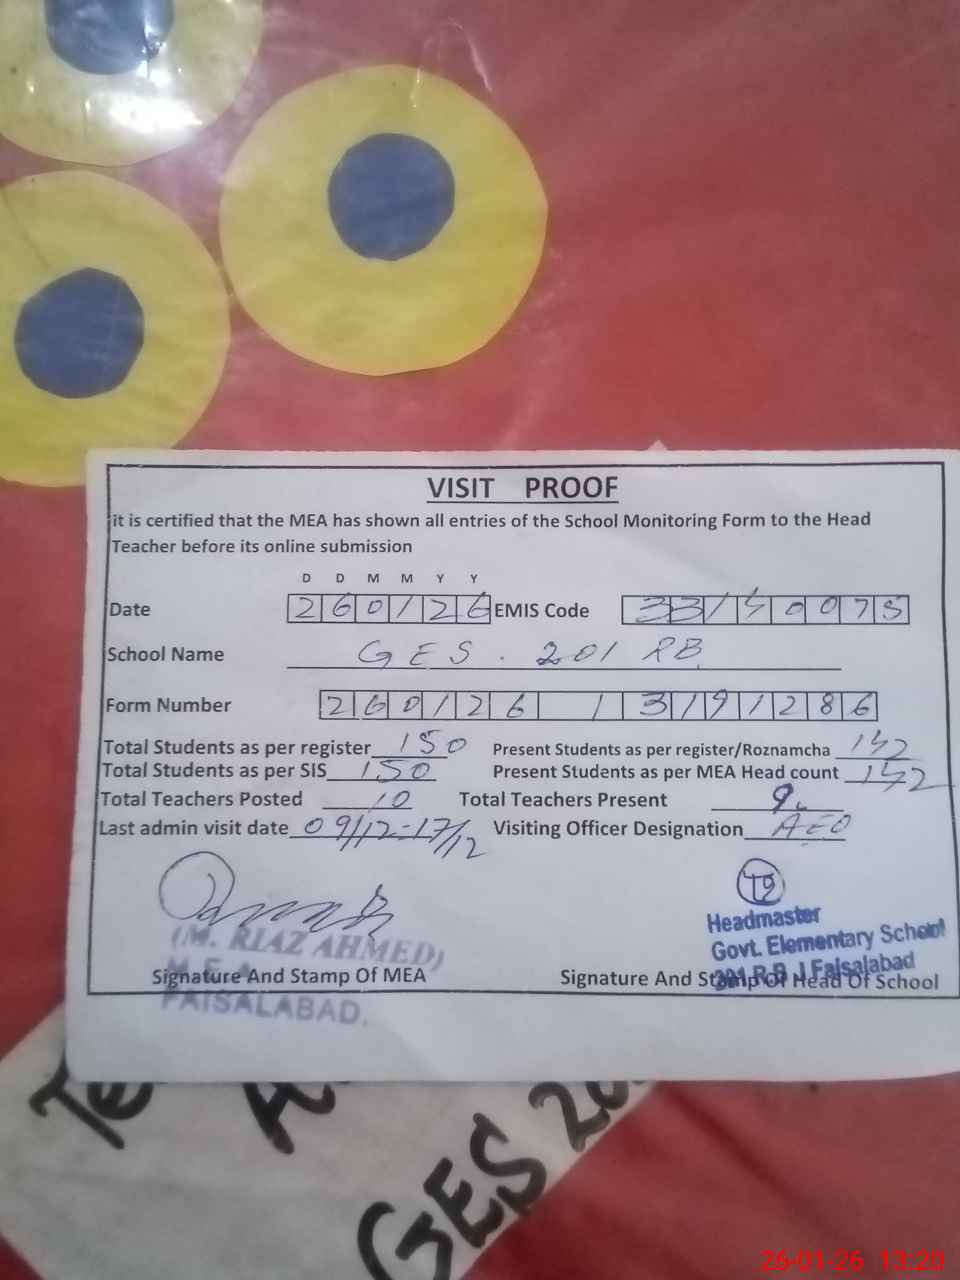 VISIT PROOF
it is certified that the MEA has shown all entries of the School Monitoring Form to the Head
Teacher before its online submission
D D M M Y Y
Date 260126 EMIS Code 33140075
School Name GES. 201 RB
Form Number 260126 1 3191286
Total Students as per register 150 Present Students as per register/Roznamcha 142
Total Students as per SIS 150 Present Students as per MEA Head count 142
Total Teachers Posted 10 Total Teachers Present 9.
Last admin visit date 09/12-17/12 Visiting Officer Designation AEO
Headmaster
(M. RIAZ AHMED) Govt. Elementary School
M.E.A 201 R.B J Faisalabad
Signature And Stamp Of MEA Signature And Stamp Of Head Of School
FAISALABAD.
GES
26-01-26 13:20